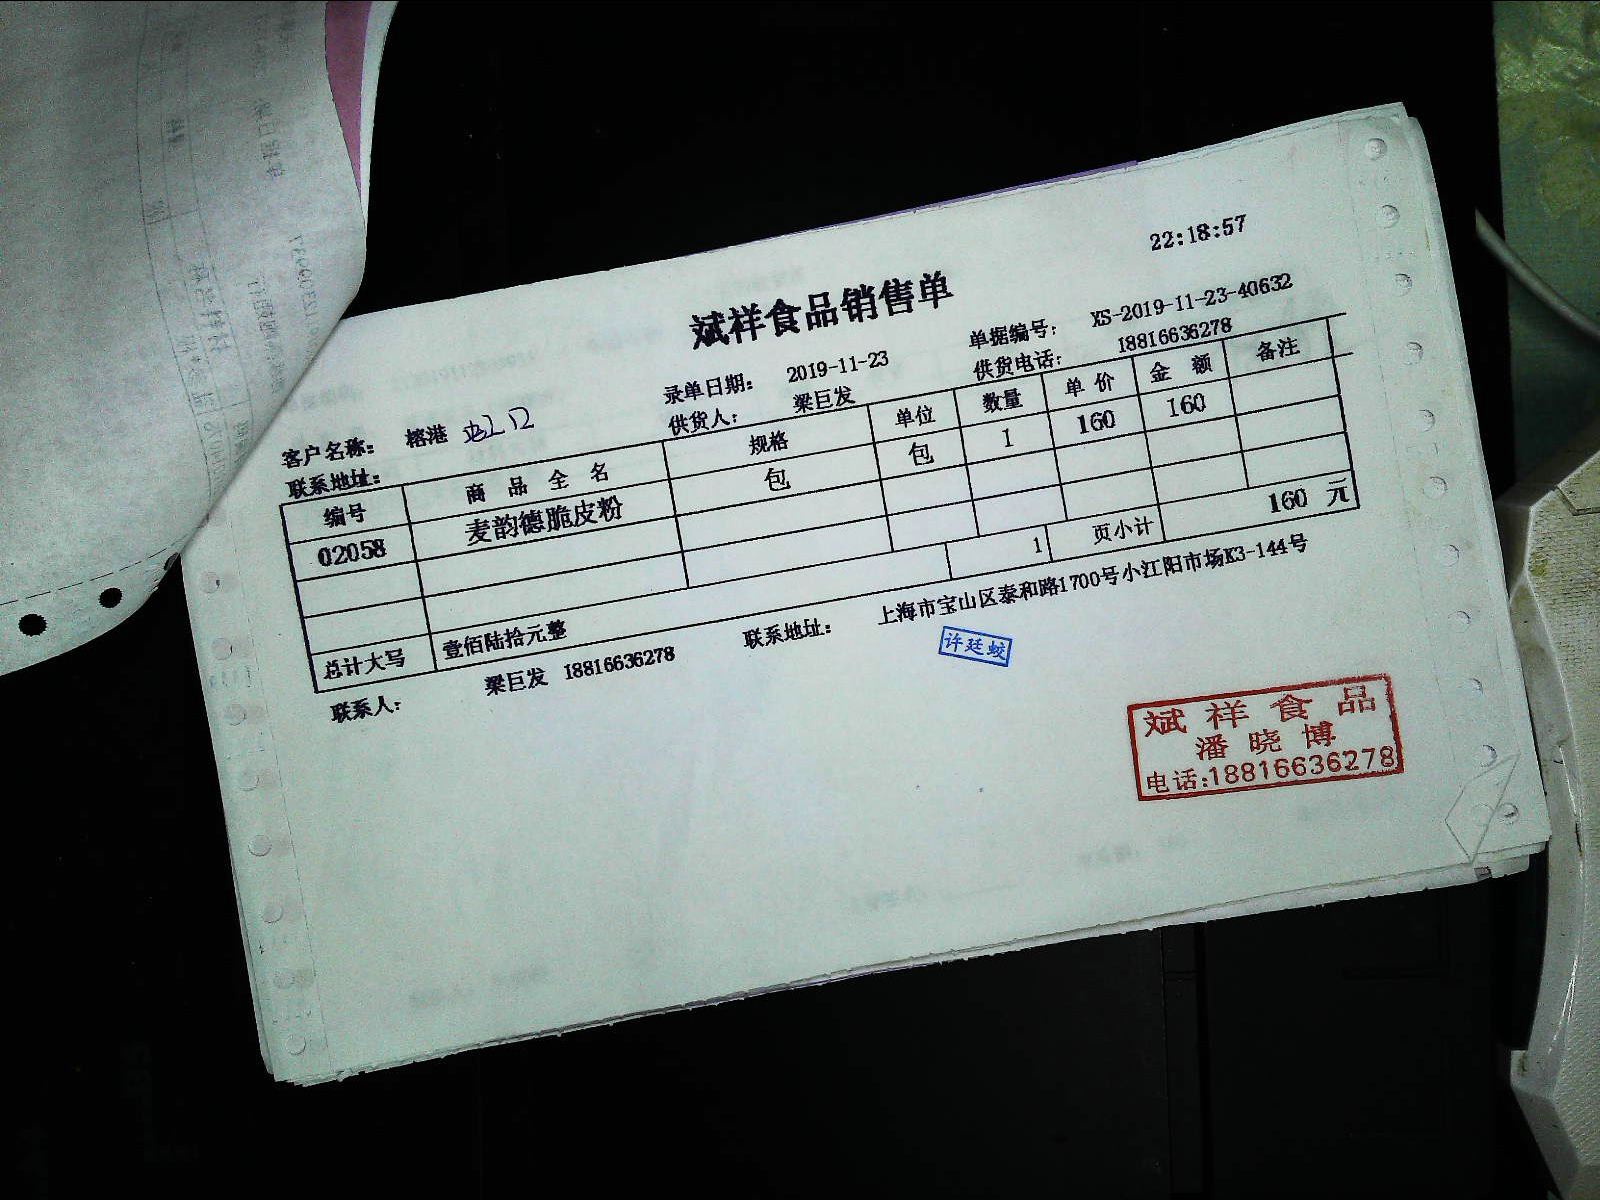 22:18:57
斌祥食品销售单
录单日期： 2019-11-23 单据编号： XS-2019-11-23-40632
客户名称： 榕港 供货人： 梁巨发 供货电话： 18816636278
联系地址：
编号 商品全名 规格 单位 数量 单价 金额 备注
02058 麦韵德脆皮粉 包 包 1 160 160
总计大写 壹佰陆拾元整 1 页小计 160 元
联系人： 梁巨发 18816636278 联系地址： 上海市宝山区泰和路1700号小江阳市场K3-144号
许廷蛟
斌祥食品
潘晓博
电话:18816636278